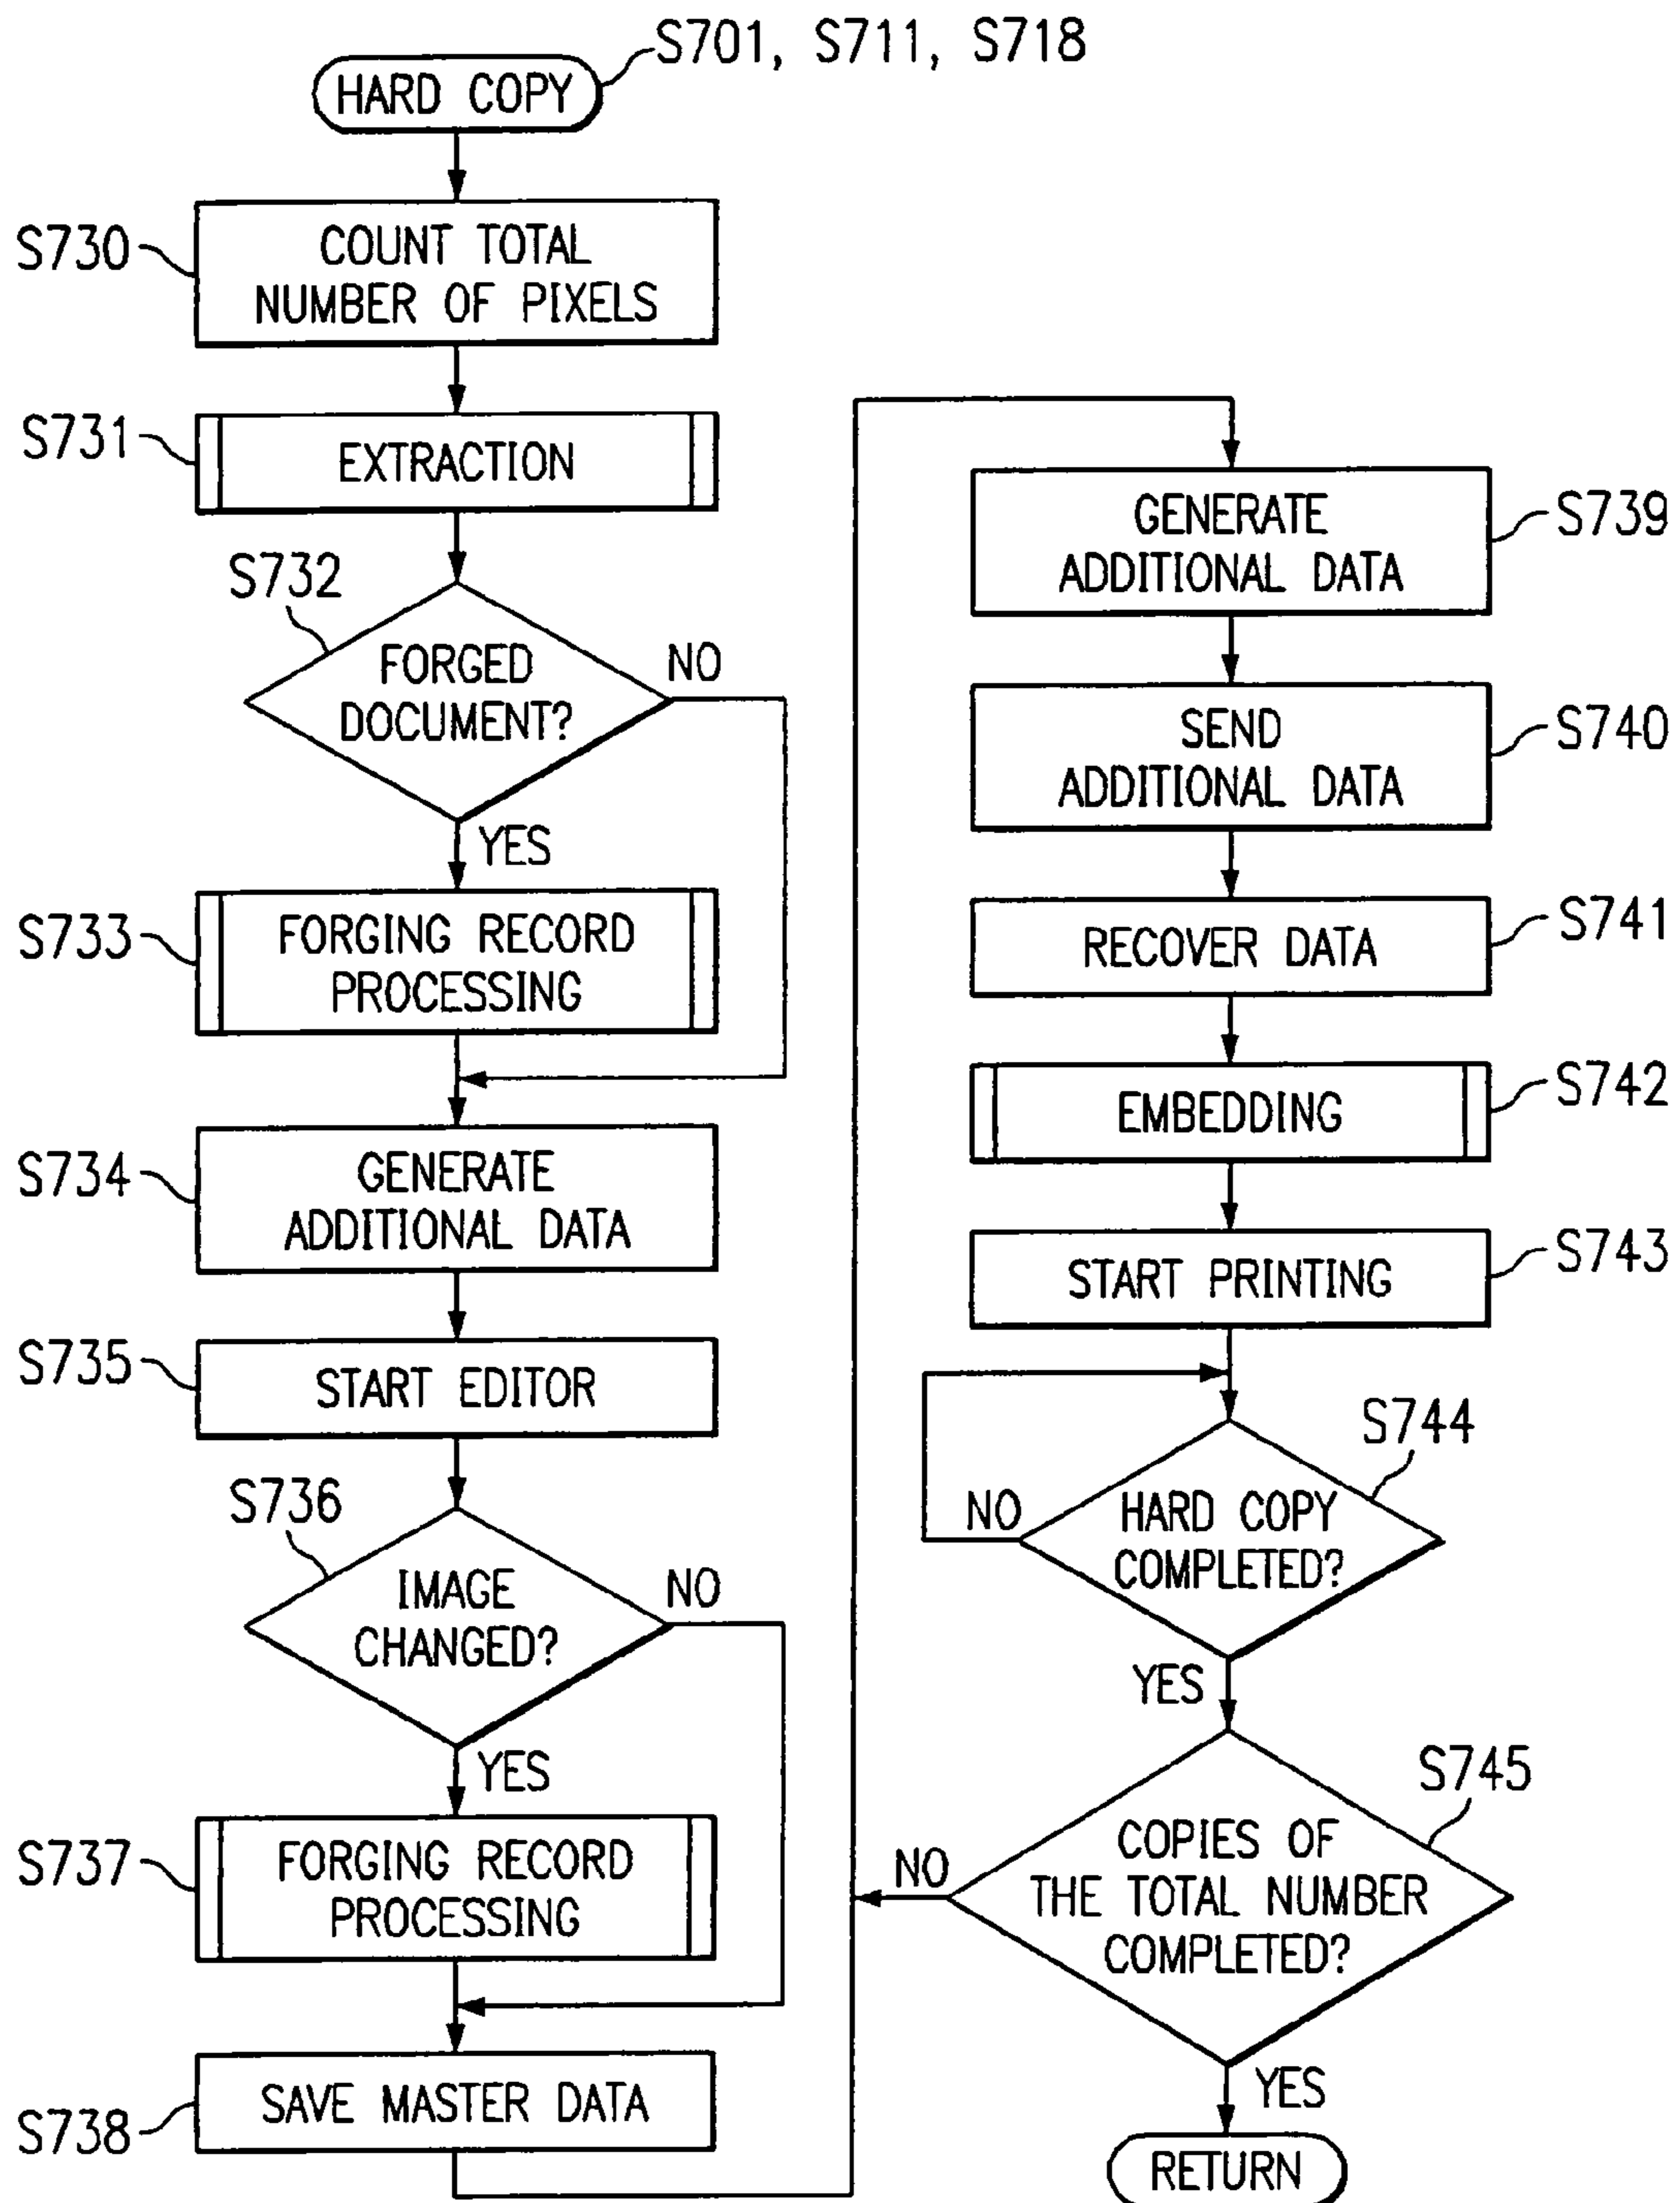 S701, S711, S718
HARD COPY
S730
COUNT TOTAL
NUMBER OF PIXELS
S731
EXTRACTION
S732
FORGED
DOCUMENT?
NO
YES
S733
FORGING RECORD
PROCESSING
S734
GENERATE
ADDITIONAL DATA
S735
START EDITOR
S736
IMAGE
CHANGED?
NO
YES
S737
FORGING RECORD
PROCESSING
S738
SAVE MASTER DATA
S739
GENERATE
ADDITIONAL DATA
S740
SEND
ADDITIONAL DATA
S741
RECOVER DATA
S742
EMBEDDING
S743
START PRINTING
S744
HARD COPY
COMPLETED?
NO
YES
S745
COPIES OF
THE TOTAL NUMBER
COMPLETED?
NO
YES
RETURN